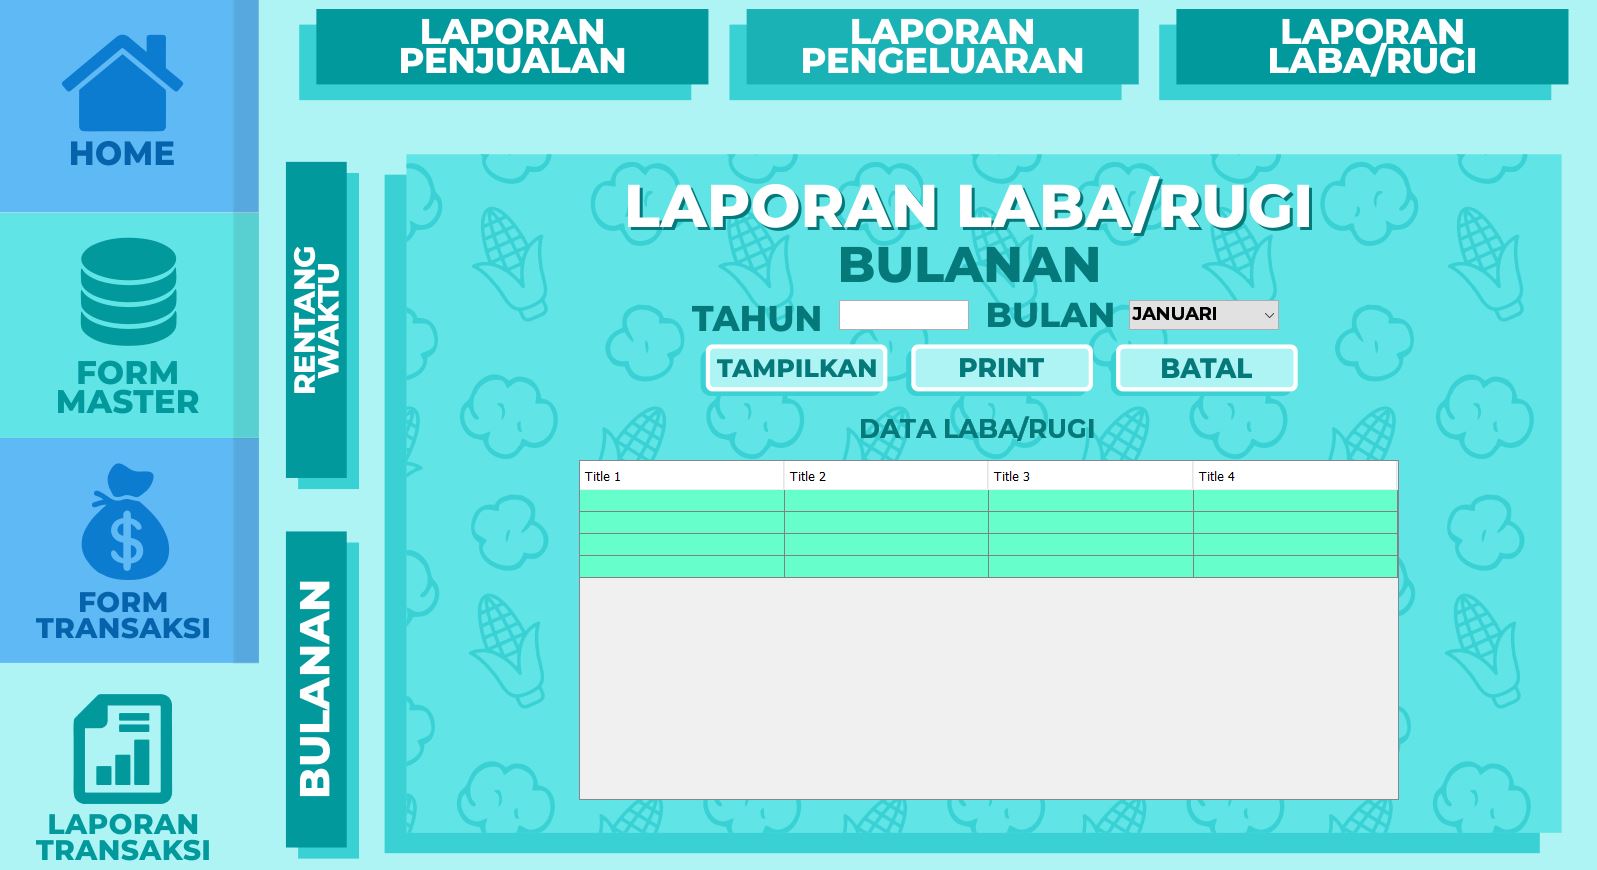 HOME
FORM
MASTER
FORM
TRANSAKSI
LAPORAN
TRANSAKSI
LAPORAN
PENJUALAN
LAPORAN
PENGELUARAN
LAPORAN
LABA/RUGI
RENTANG
WAKTU
BULANAN
LAPORAN LABA/RUGI
BULANAN
TAHUN BULAN JANUARI
TAMPILKAN PRINT BATAL
DATA LABA/RUGI
Title 1 Title 2 Title 3 Title 4